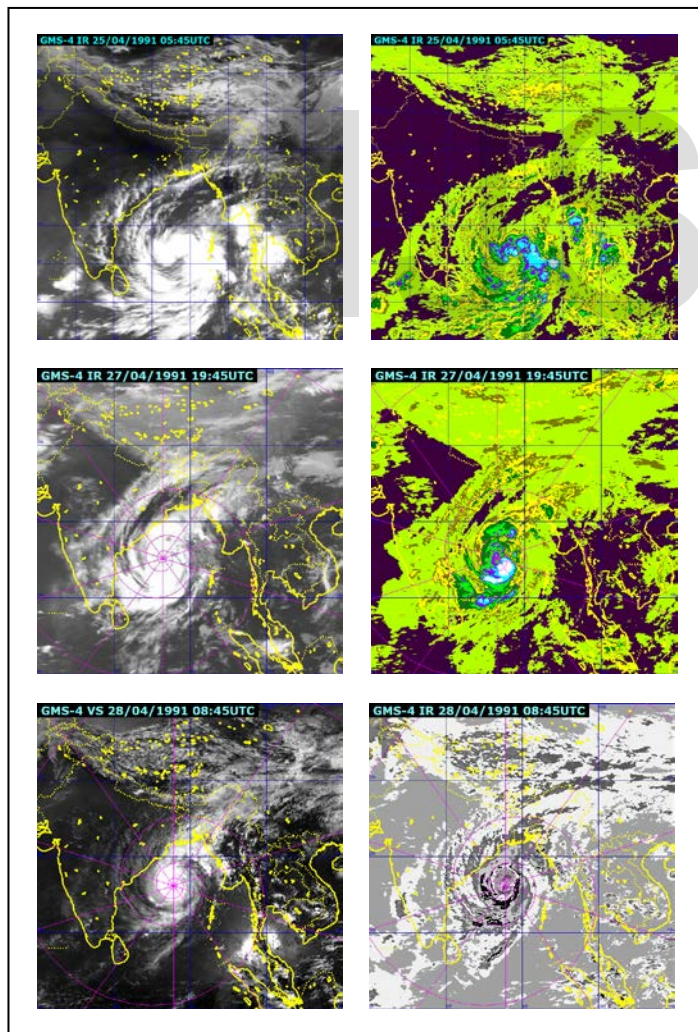 GMS-4 IR 25/04/1991 05:45UTC
GMS-4 IR 25/04/1991 05:45UTC
GMS-4 IR 27/04/1991 19:45UTC
GMS-4 IR 27/04/1991 19:45UTC
GMS-4 VS 28/04/1991 08:45UTC
GMS-4 IR 28/04/1991 08:45UTC